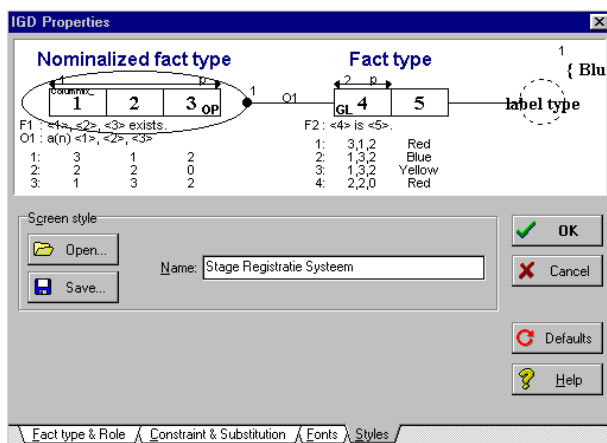 IGD Properties
Nominalized fact type
Fact type
1
{ Blu
1 p
Columnix_
1 2 3 OP
1
O1
2 p
GL 4 5
label type
F1 : <1>, <2>, <3> exists.
O1 : a(n) <1>, <2>, <3>
1: 3 1 2
2: 2 2 0
3: 1 3 2
F2 : <4> is <5>.
1: 3,1,2 Red
2: 1,3,2 Blue
3: 1,3,2 Yellow
4: 2,2,0 Red
Screen style
Open...
Save...
Name: Stage Registratie Systeem
OK
Cancel
Defaults
Help
Fact type & Role
Constraint & Substitution
Fonts
Styles